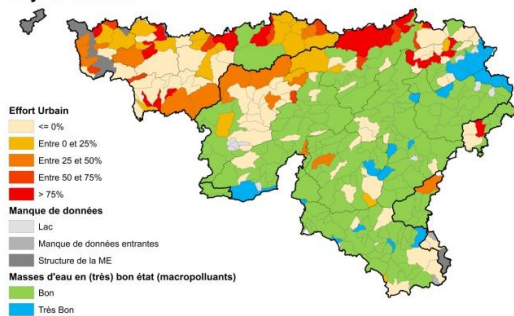 Effort Urbain
<= 0%
Entre 0 et 25%
Entre 25 et 50%
Entre 50 et 75%
> 75%
Manque de données
Lac
Manque de données entrantes
Structure de la ME
Masses d'eau en (très) bon état (macropolluants)
Bon
Très Bon